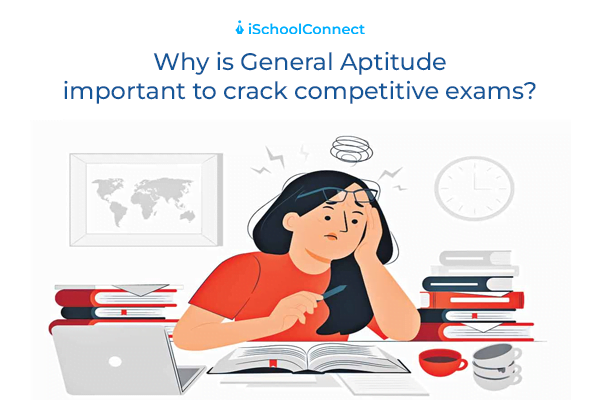 iSchoolConnect
Why is General Aptitude
important to crack competitive exams?